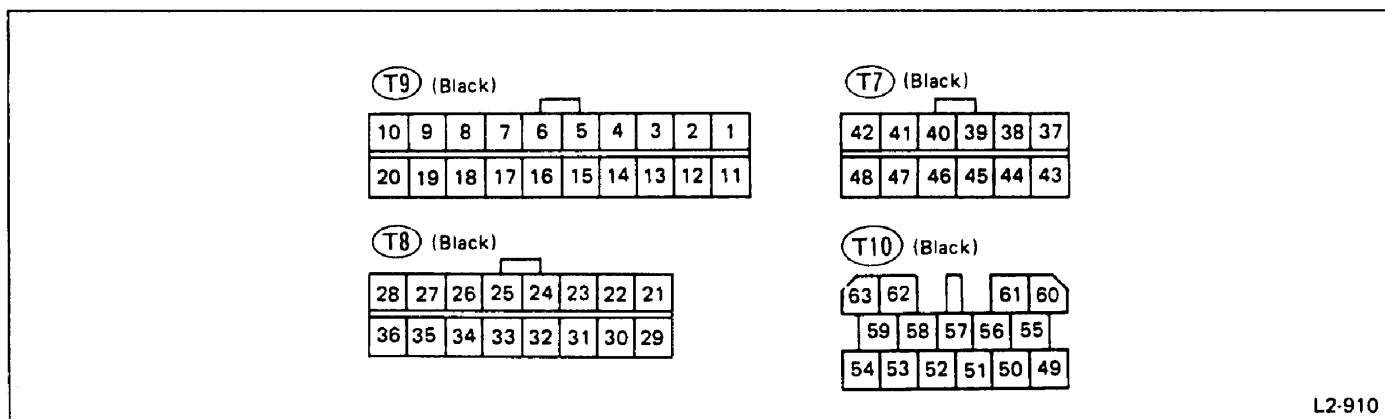 T9 (Black)
10 9 8 7 6 5 4 3 2 1
20 19 18 17 16 15 14 13 12 11
T7 (Black)
42 41 40 39 38 37
48 47 46 45 44 43
T8 (Black)
28 27 26 25 24 23 22 21
36 35 34 33 32 31 30 29
T10 (Black)
63 62 61 60
59 58 57 56 55
54 53 52 51 50 49
L2-910